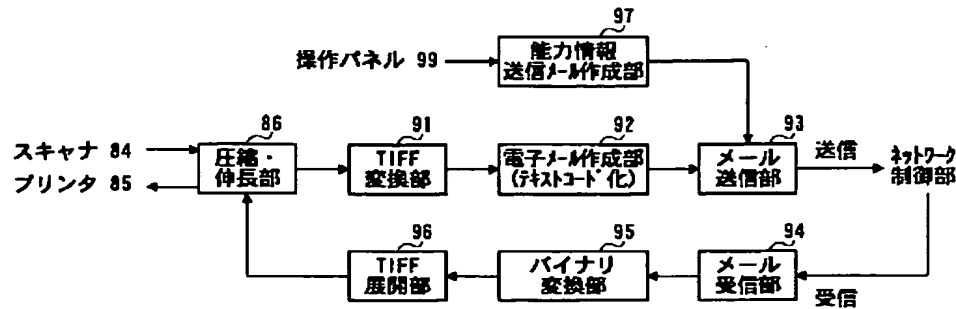 97
操作パネル 99
能力情報
送信メール作成部
86
91
92
93
スキャナ 84
プリンタ 85
圧縮・
伸長部
TIFF
変換部
電子メール作成部
(テキストコード化)
メール
送信部
送信
ネットワーク
制御部
96
95
94
TIFF
展開部
バイナリ
変換部
メール
受信部
受信